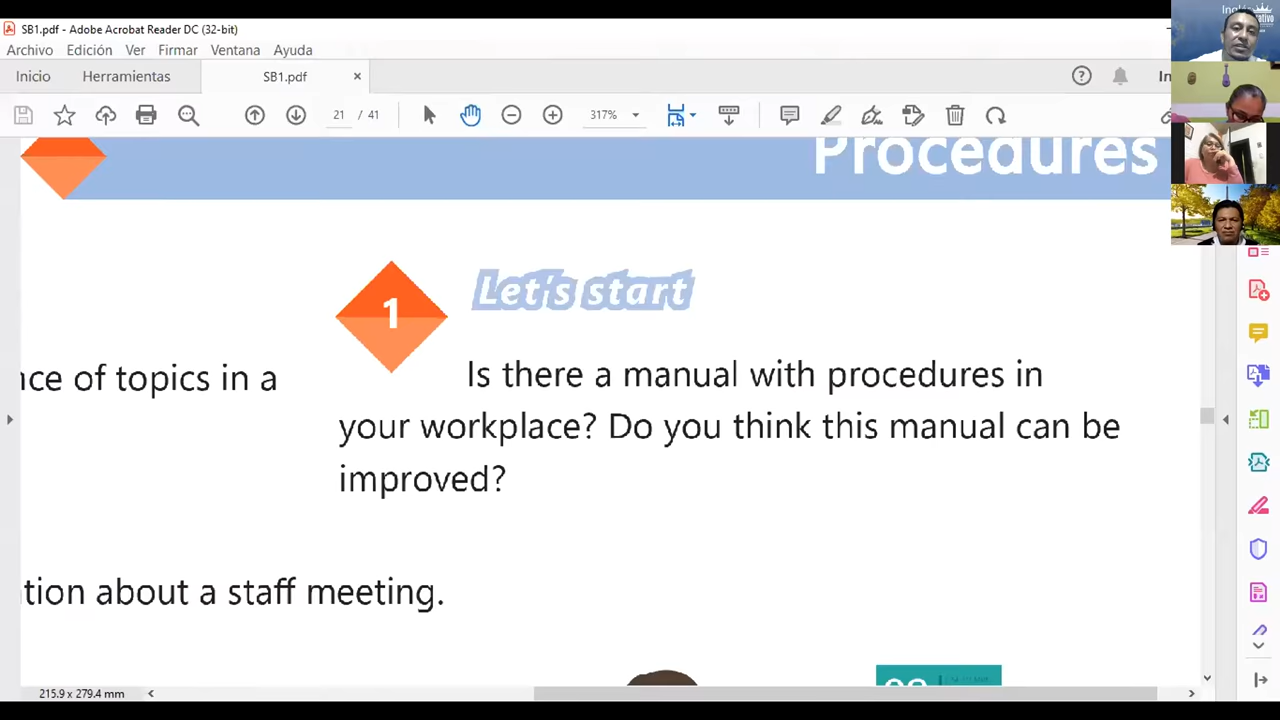 SB1.pdf - Adobe Acrobat Reader DC (32-bit)
Archivo Edición Ver Firmar Ventana Ayuda
Inicio Herramientas SB1.pdf ×
21 / 41 317%
Procedures
1 Let's start
Is there a manual with procedures in
your workplace? Do you think this manual can be
improved?
of topics in a
about a staff meeting.
215.9 x 279.4 mm